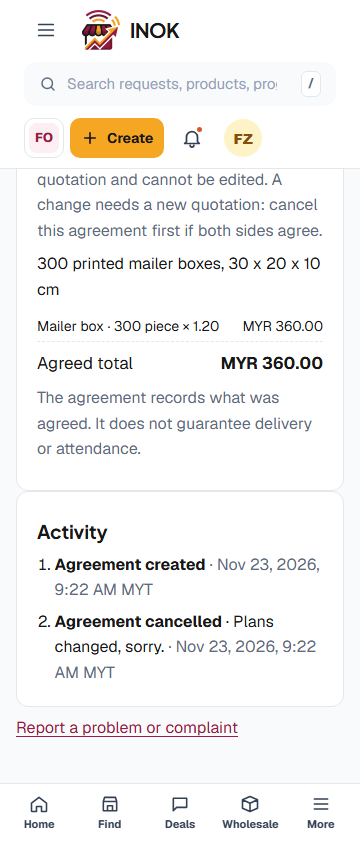 INOK
Search requests, products, pro
/
FO
Create
FZ
quotation and cannot be edited. A
change needs a new quotation: cancel
this agreement first if both sides agree.
300 printed mailer boxes, 30 x 20 x 10
cm
Mailer box · 300 piece × 1.20 MYR 360.00
Agreed total MYR 360.00
The agreement records what was
agreed. It does not guarantee delivery
or attendance.
Activity
1. Agreement created · Nov 23, 2026,
9:22 AM MYT
2. Agreement cancelled · Plans
changed, sorry. · Nov 23, 2026, 9:22
AM MYT
Report a problem or complaint
Home Find Deals Wholesale More